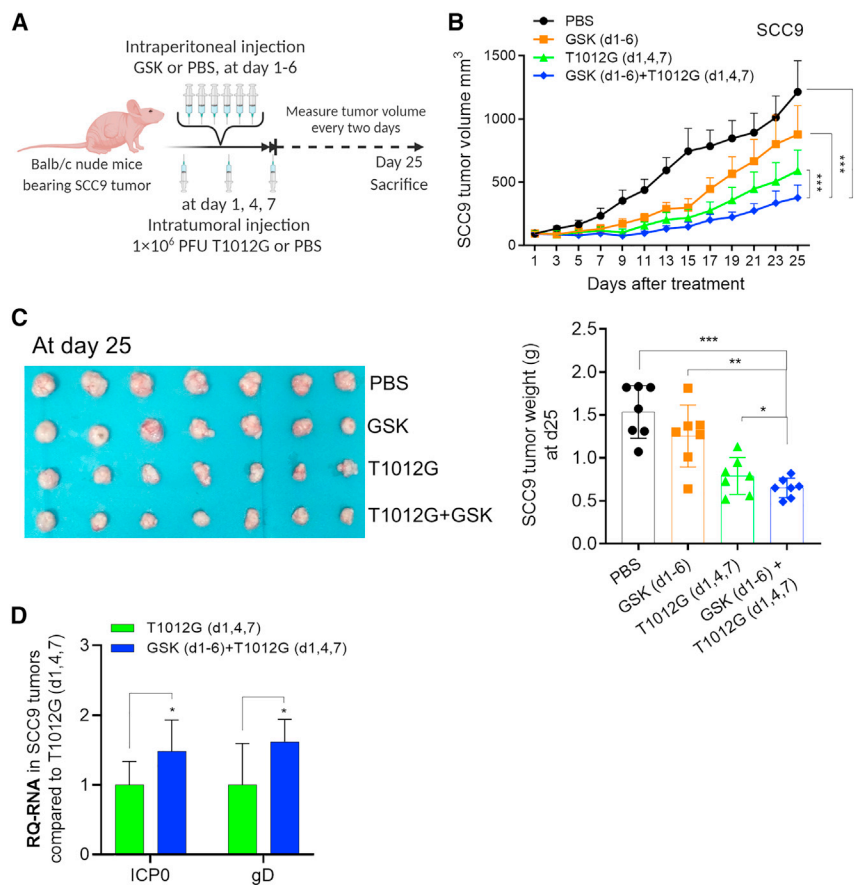 A
Intraperitoneal injection
GSK or PBS, at day 1-6
Measure tumor volume
every two days
Balb/c nude mice
bearing SCC9 tumor
Day 25
Sacrifice
at day 1, 4, 7
Intratumoral injection
1×10⁶ PFU T1012G or PBS
B
PBS
GSK (d1-6)
T1012G (d1,4,7)
GSK (d1-6)+T1012G (d1,4,7)
SCC9
SCC9 tumor volume mm³
1500
1000
500
0
1 3 5 7 9 11 13 15 17 19 21 23 25
Days after treatment
***
***
***
C
At day 25
PBS
GSK
T1012G
T1012G+GSK
SCC9 tumor weight (g)
at d25
2.5
2.0
1.5
1.0
0.5
0.0
***
**
*
PBS
GSK (d1-6)
T1012G (d1,4,7)
GSK (d1-6) +
T1012G (d1,4,7)
D
T1012G (d1,4,7)
GSK (d1-6)+T1012G (d1,4,7)
RQ-RNA in SCC9 tumors
compared to T1012G (d1,4,7)
3
2
1
0
*
*
ICP0
gD